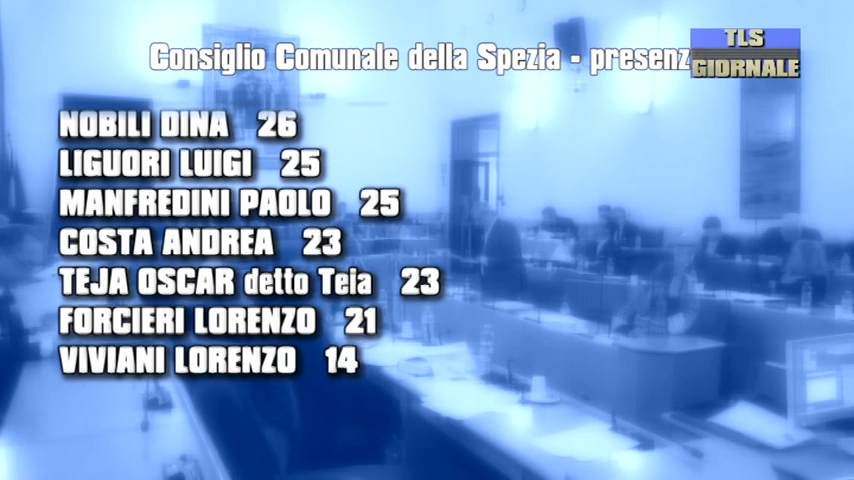 Consiglio Comunale della Spezia - presenz
TLS
GIORNALE
NOBILI DINA 26
LIGUORI LUIGI 25
MANFREDINI PAOLO 25
COSTA ANDREA 23
TEJA OSCAR detto Teia 23
FORCIERI LORENZO 21
VIVIANI LORENZO 14